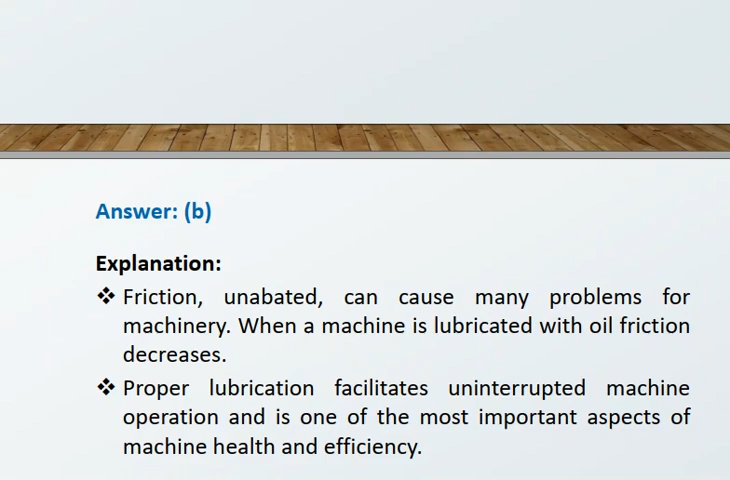 Answer: (b)
Explanation:
❖ Friction, unabated, can cause many problems for
machinery. When a machine is lubricated with oil friction
decreases.
❖ Proper lubrication facilitates uninterrupted machine
operation and is one of the most important aspects of
machine health and efficiency.